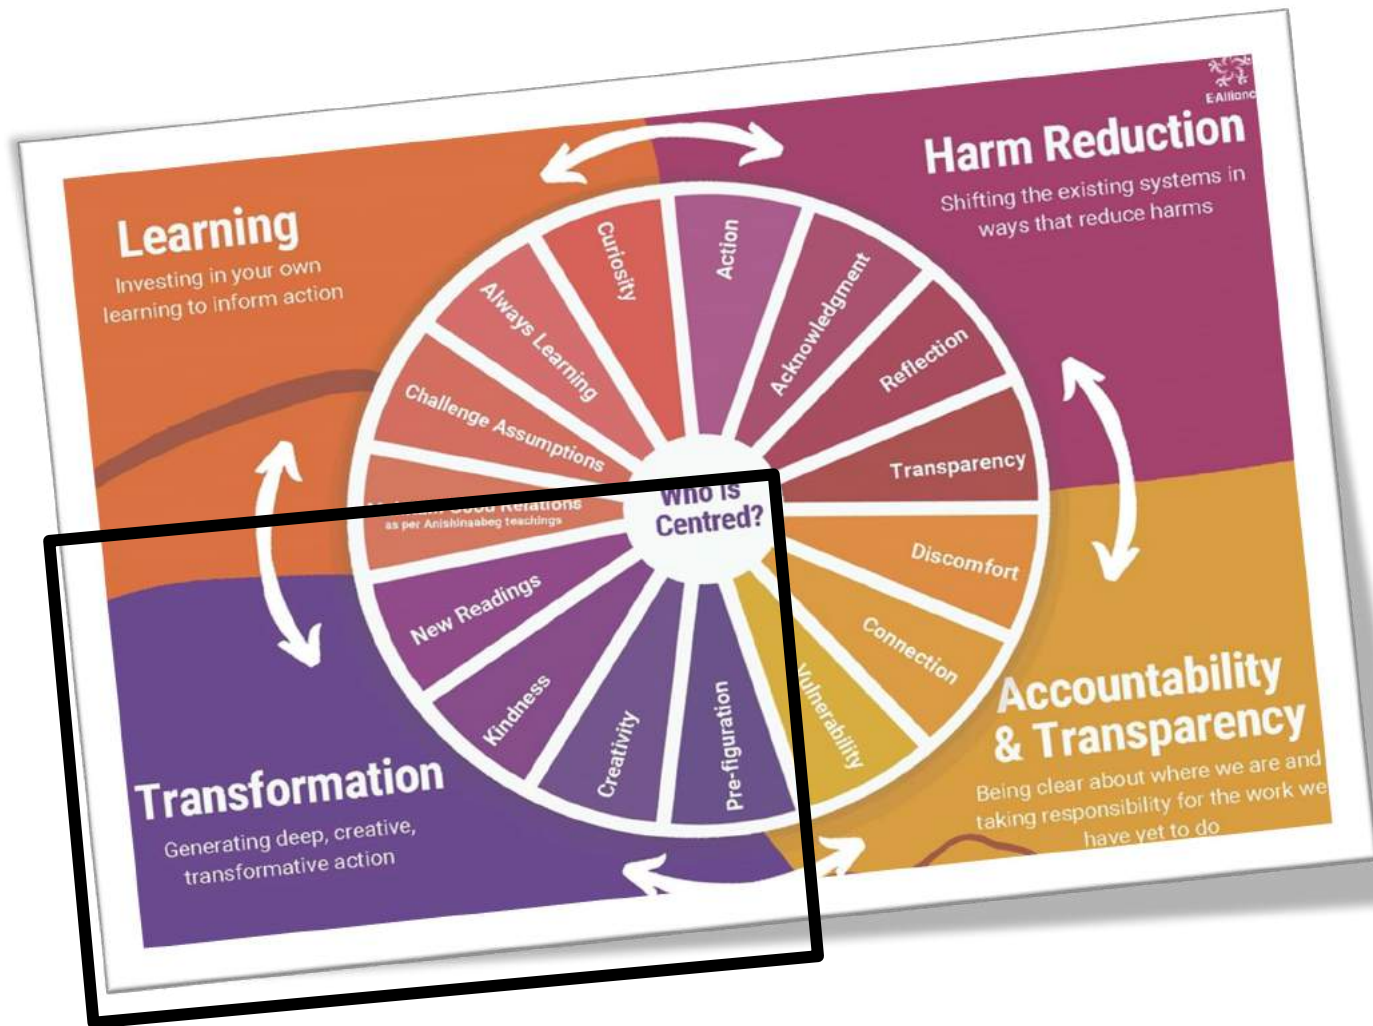 E-Alliance
Harm Reduction
Shifting the existing systems in
ways that reduce harms
Learning
Investing in your own
learning to inform action
Curiosity
Action
Acknowledgment
Reflection
Transparency
Discomfort
Connection
Vulnerability
Pre-figuration
Creativity
Kindness
New Readings
Good Relations
as per Anishinaabeg teachings
Challenge Assumptions
Always Learning
Who is
Centred?
Accountability
& Transparency
Being clear about where we are and
taking responsibility for the work we
have yet to do
Transformation
Generating deep, creative,
transformative action